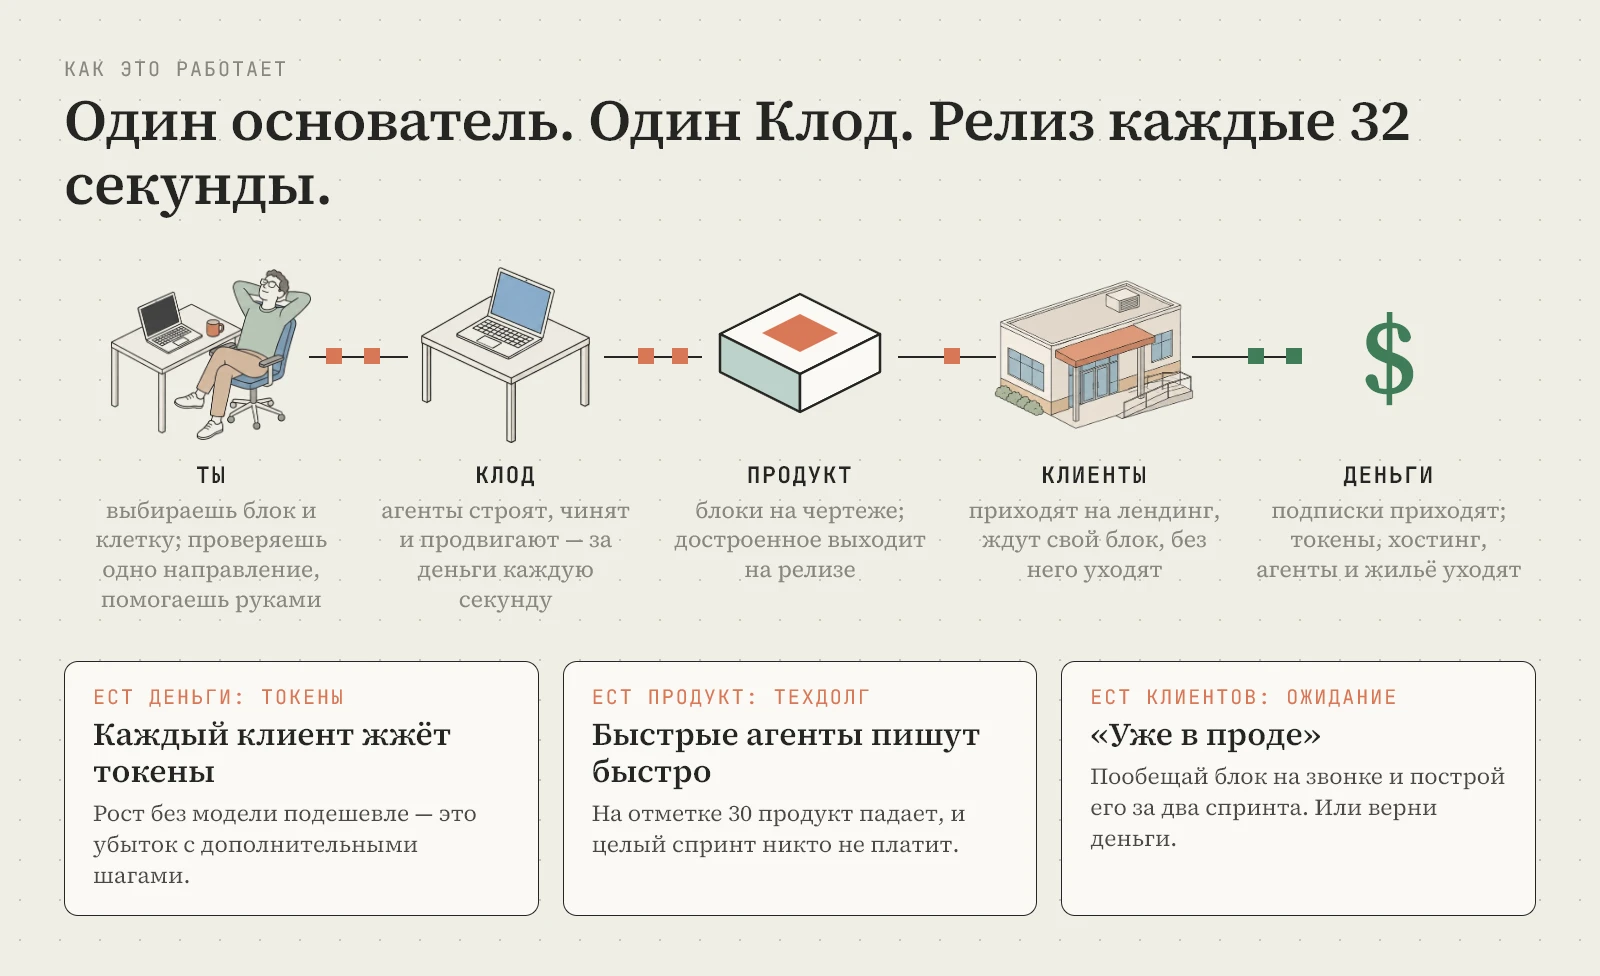 КАК ЭТО РАБОТАЕТ
Один основатель. Один Клод. Релиз каждые 32
секунды.
$
ТЫ
выбираешь блок и
клетку; проверяешь
одно направление,
помогаешь руками
КЛОД
агенты строят, чинят
и продвигают — за
деньги каждую
секунду
ПРОДУКТ
блоки на чертеже;
достроенное выходит
на релизе
КЛИЕНТЫ
приходят на лендинг,
ждут свой блок, без
него уходят
ДЕНЬГИ
подписки приходят;
токены, хостинг,
агенты и жильё уходят
ЕСТ ДЕНЬГИ: ТОКЕНЫ
Каждый клиент жжёт
токены
Рост без модели подешевле — это
убыток с дополнительными
шагами.
ЕСТ ПРОДУКТ: ТЕХДОЛГ
Быстрые агенты пишут
быстро
На отметке 30 продукт падает, и
целый спринт никто не платит.
ЕСТ КЛИЕНТОВ: ОЖИДАНИЕ
«Уже в проде»
Пообещай блок на звонке и построй
его за два спринта. Или верни
деньги.